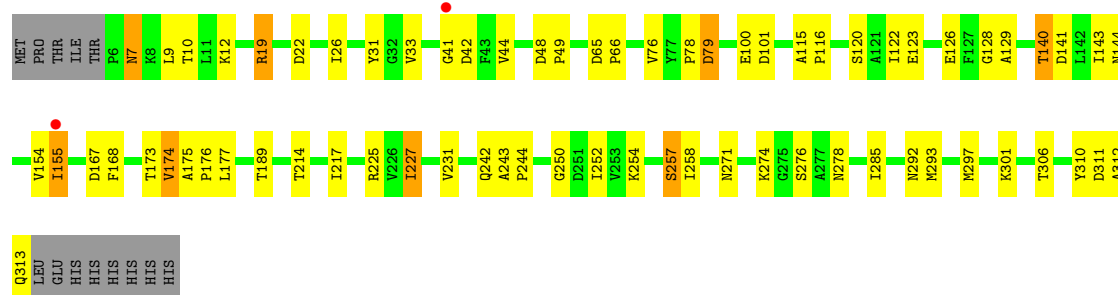 MET PRO THR ILE THR P6 N7 K8 L9 T10 L11 K12 R19 D22 I26 Y31 G32 V33 G41 D42 F43 V44 D48 P49 D65 P66 V76 Y77 P78 D79 E100 D101 A115 P116 S120 A121 I122 E123 E126 F127 G128 A129 T140 D141 L142 I143 N144
V154 I155 D167 F168 T173 V174 A175 P176 L177 T189 T214 I217 R225 V226 I227 V231 Q242 A243 P244 G250 D251 I252 V253 K254 S257 I258 N271 K274 G275 S276 A277 N278 I285 N292 M293 M297 K301 T306 Y310 D311 A312
Q313 LEU GLU HIS HIS HIS HIS HIS HIS